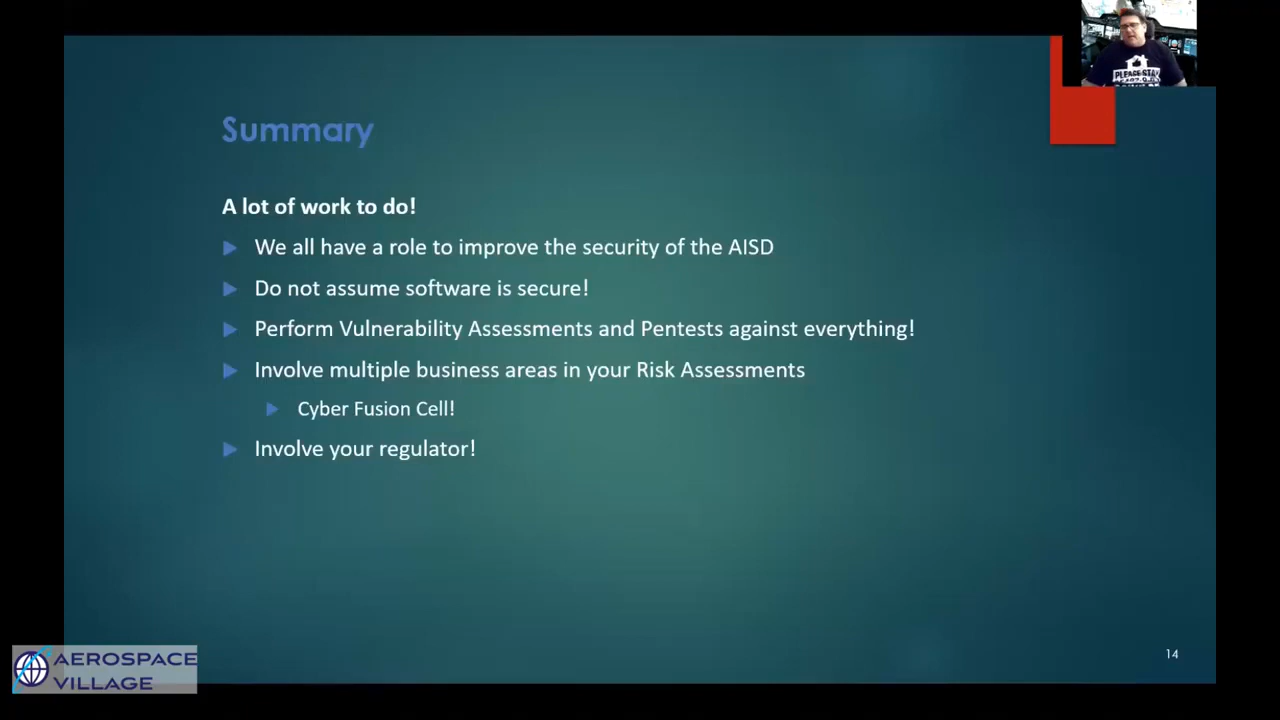 PLEASE STAY
Summary
A lot of work to do!
We all have a role to improve the security of the AISD
Do not assume software is secure!
Perform Vulnerability Assessments and Pentests against everything!
Involve multiple business areas in your Risk Assessments
Cyber Fusion Cell!
Involve your regulator!
14
AEROSPACE
VILLAGE